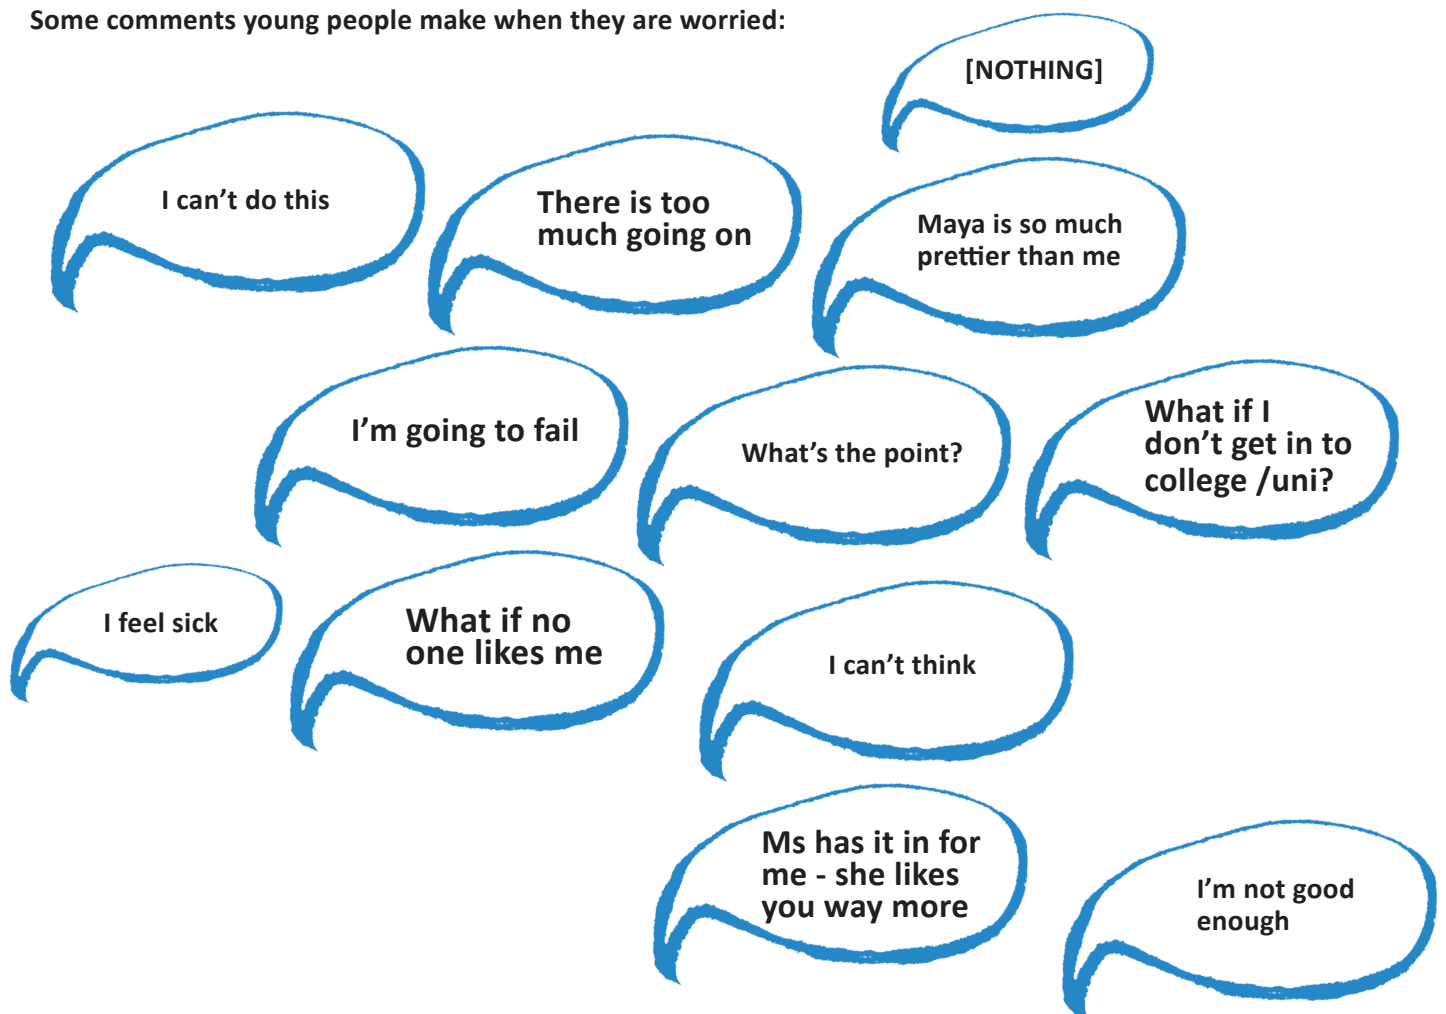 Some comments young people make when they are worried:
[NOTHING]
I can’t do this
There is too
much going on
Maya is so much
prettier than me
I’m going to fail
What’s the point?
What if I
don’t get in to
college /uni?
I feel sick
What if no
one likes me
I can’t think
Ms has it in for
me - she likes
you way more
I’m not good
enough